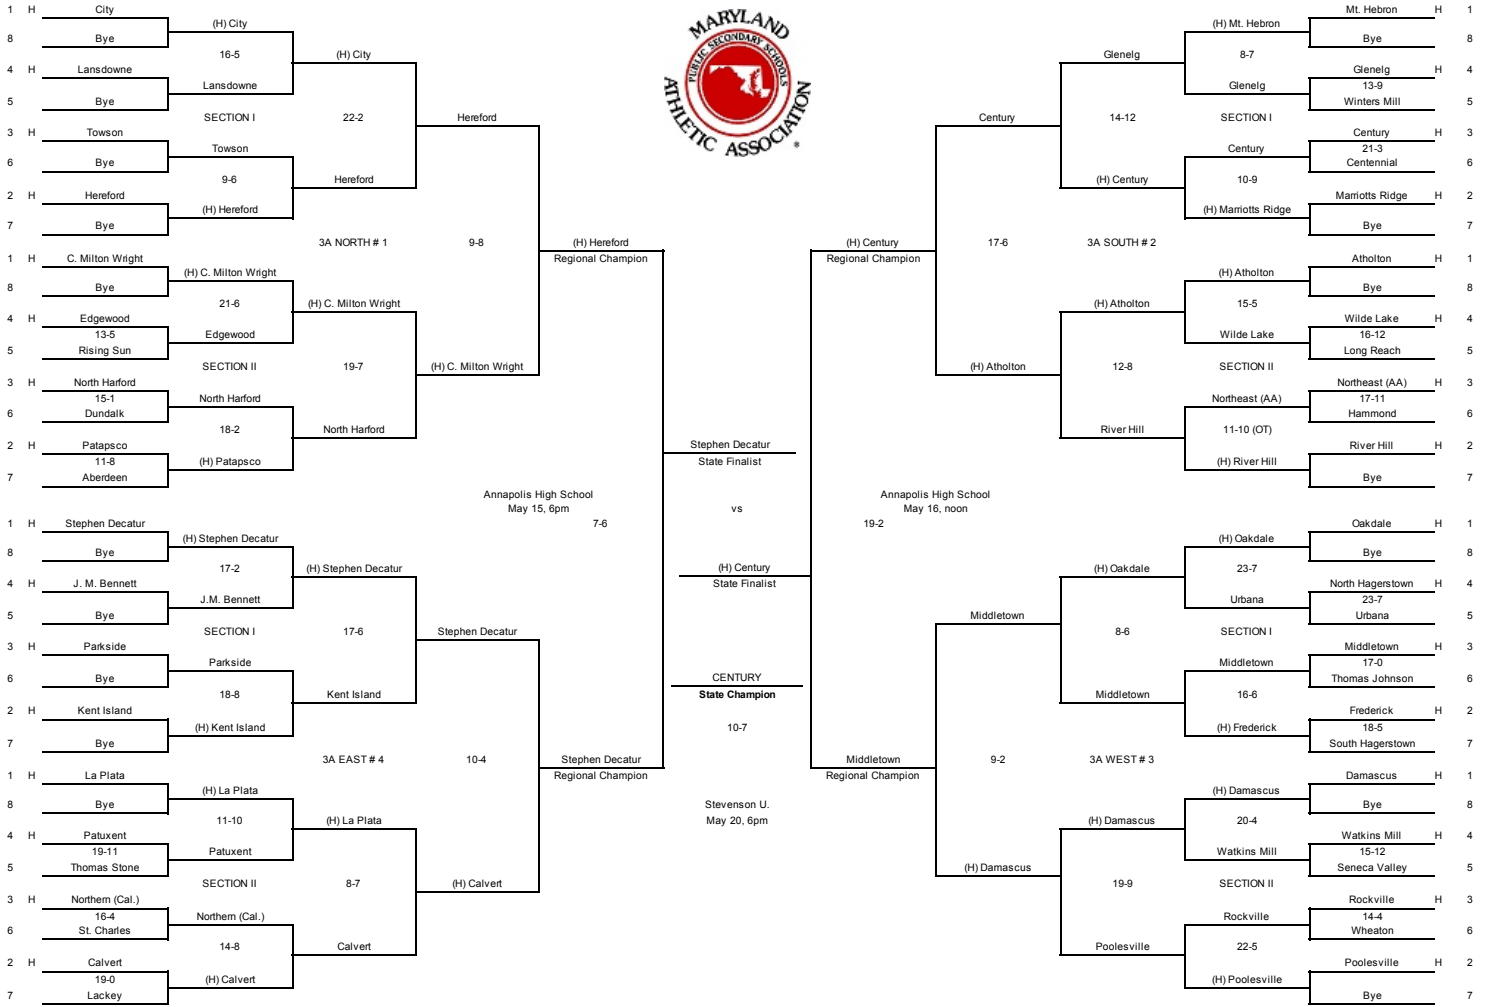 1 H City
8 Bye
(H) City
16-5
4 H Lansdowne
5 Bye
Lansdowne
SECTION I
(H) City
22-2
3 H Towson
6 Bye
Towson
9-6
2 H Hereford
7 Bye
(H) Hereford
Hereford
Hereford
3A NORTH # 1
9-8
1 H C. Milton Wright
8 Bye
(H) C. Milton Wright
21-6
4 H Edgewood
13-5
5 Rising Sun
Edgewood
SECTION II
(H) C. Milton Wright
19-7
3 H North Harford
15-1
6 Dundalk
North Harford
18-2
2 H Patapsco
11-8
7 Aberdeen
(H) Patapsco
North Harford
(H) C. Milton Wright
(H) Hereford
Regional Champion
Annapolis High School
May 15, 6pm
7-6
1 H Stephen Decatur
8 Bye
(H) Stephen Decatur
17-2
4 H J. M. Bennett
5 Bye
J.M. Bennett
SECTION I
(H) Stephen Decatur
17-6
3 H Parkside
6 Bye
Parkside
18-8
2 H Kent Island
7 Bye
(H) Kent Island
Kent Island
Stephen Decatur
3A EAST # 4
10-4
1 H La Plata
8 Bye
(H) La Plata
11-10
4 H Patuxent
19-11
5 Thomas Stone
Patuxent
SECTION II
(H) La Plata
8-7
3 H Northern (Cal.)
16-4
6 St. Charles
Northern (Cal.)
14-8
2 H Calvert
19-0
7 Lackey
(H) Calvert
Calvert
(H) Calvert
Stephen Decatur
Regional Champion
MARYLAND
PUBLIC SECONDARY SCHOOLS
ATHLETIC ASSOCIATION
®
Stephen Decatur
State Finalist
vs
(H) Century
State Finalist
CENTURY
State Champion
10-7
Stevenson U.
May 20, 6pm
Mt. Hebron H 1
Bye 8
(H) Mt. Hebron
8-7
Glenelg H 4
13-9
Winters Mill 5
Glenelg
SECTION I
Glenelg
14-12
Century H 3
21-3
Centennial 6
Century
10-9
Marriotts Ridge H 2
Bye 7
(H) Marriotts Ridge
(H) Century
Century
3A SOUTH # 2
17-6
Atholton H 1
Bye 8
(H) Atholton
15-5
Wilde Lake H 4
16-12
Long Reach 5
Wilde Lake
SECTION II
(H) Atholton
12-8
Northeast (AA) H 3
17-11
Hammond 6
Northeast (AA)
11-10 (OT)
River Hill H 2
Bye 7
(H) River Hill
River Hill
(H) Atholton
(H) Century
Regional Champion
Annapolis High School
May 16, noon
19-2
Oakdale H 1
Bye 8
(H) Oakdale
23-7
North Hagerstown H 4
23-7
Urbana 5
Urbana
SECTION I
(H) Oakdale
8-6
Middletown H 3
17-0
Thomas Johnson 6
Middletown
16-6
Frederick H 2
18-5
South Hagerstown 7
(H) Frederick
Middletown
Middletown
3A WEST # 3
9-2
Damascus H 1
Bye 8
(H) Damascus
20-4
Watkins Mill H 4
15-12
Seneca Valley 5
Watkins Mill
SECTION II
(H) Damascus
19-9
Rockville H 3
14-4
Wheaton 6
Rockville
22-5
Poolesville H 2
Bye 7
(H) Poolesville
Poolesville
(H) Damascus
Middletown
Regional Champion